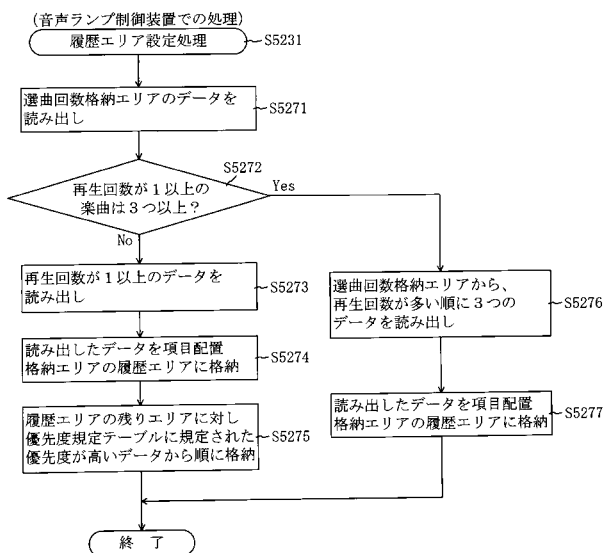 (音声ランプ制御装置での処理)
履歴エリア設定処理
S5231
選曲回数格納エリアのデータを
読み出し
S5271
S5272
再生回数が1以上の
楽曲は3つ以上?
Yes
No
再生回数が1以上のデータを
読み出し
S5273
選曲回数格納エリアから、
再生回数が多い順に3つの
データを読み出し
S5276
読み出したデータを項目配置
格納エリアの履歴エリアに格納
S5274
読み出したデータを項目配置
格納エリアの履歴エリアに格納
S5277
履歴エリアの残りエリアに対し
優先度規定テーブルに規定された
優先度が高いデータから順に格納
S5275
終 了